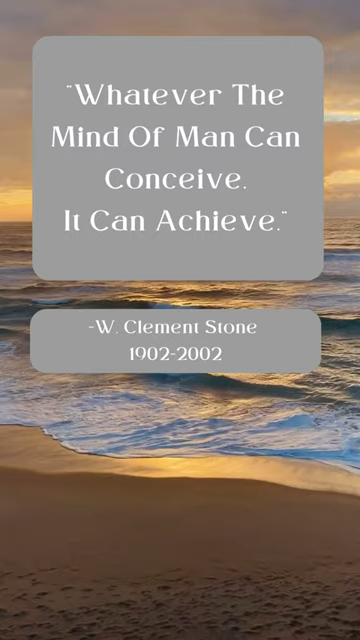 "Whatever The
Mind Of Man Can
Conceive.
It Can Achieve."
-W. Clement Stone
1902-2002